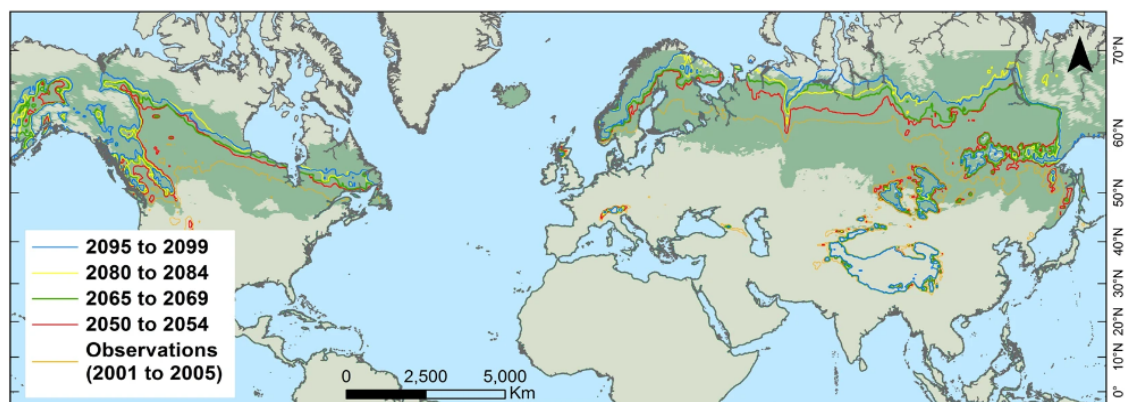 N
70°N
60°N
50°N
40°N
30°N
20°N
10°N
0°
2095 to 2099
2080 to 2084
2065 to 2069
2050 to 2054
Observations
(2001 to 2005)
0 2,500 5,000
Km